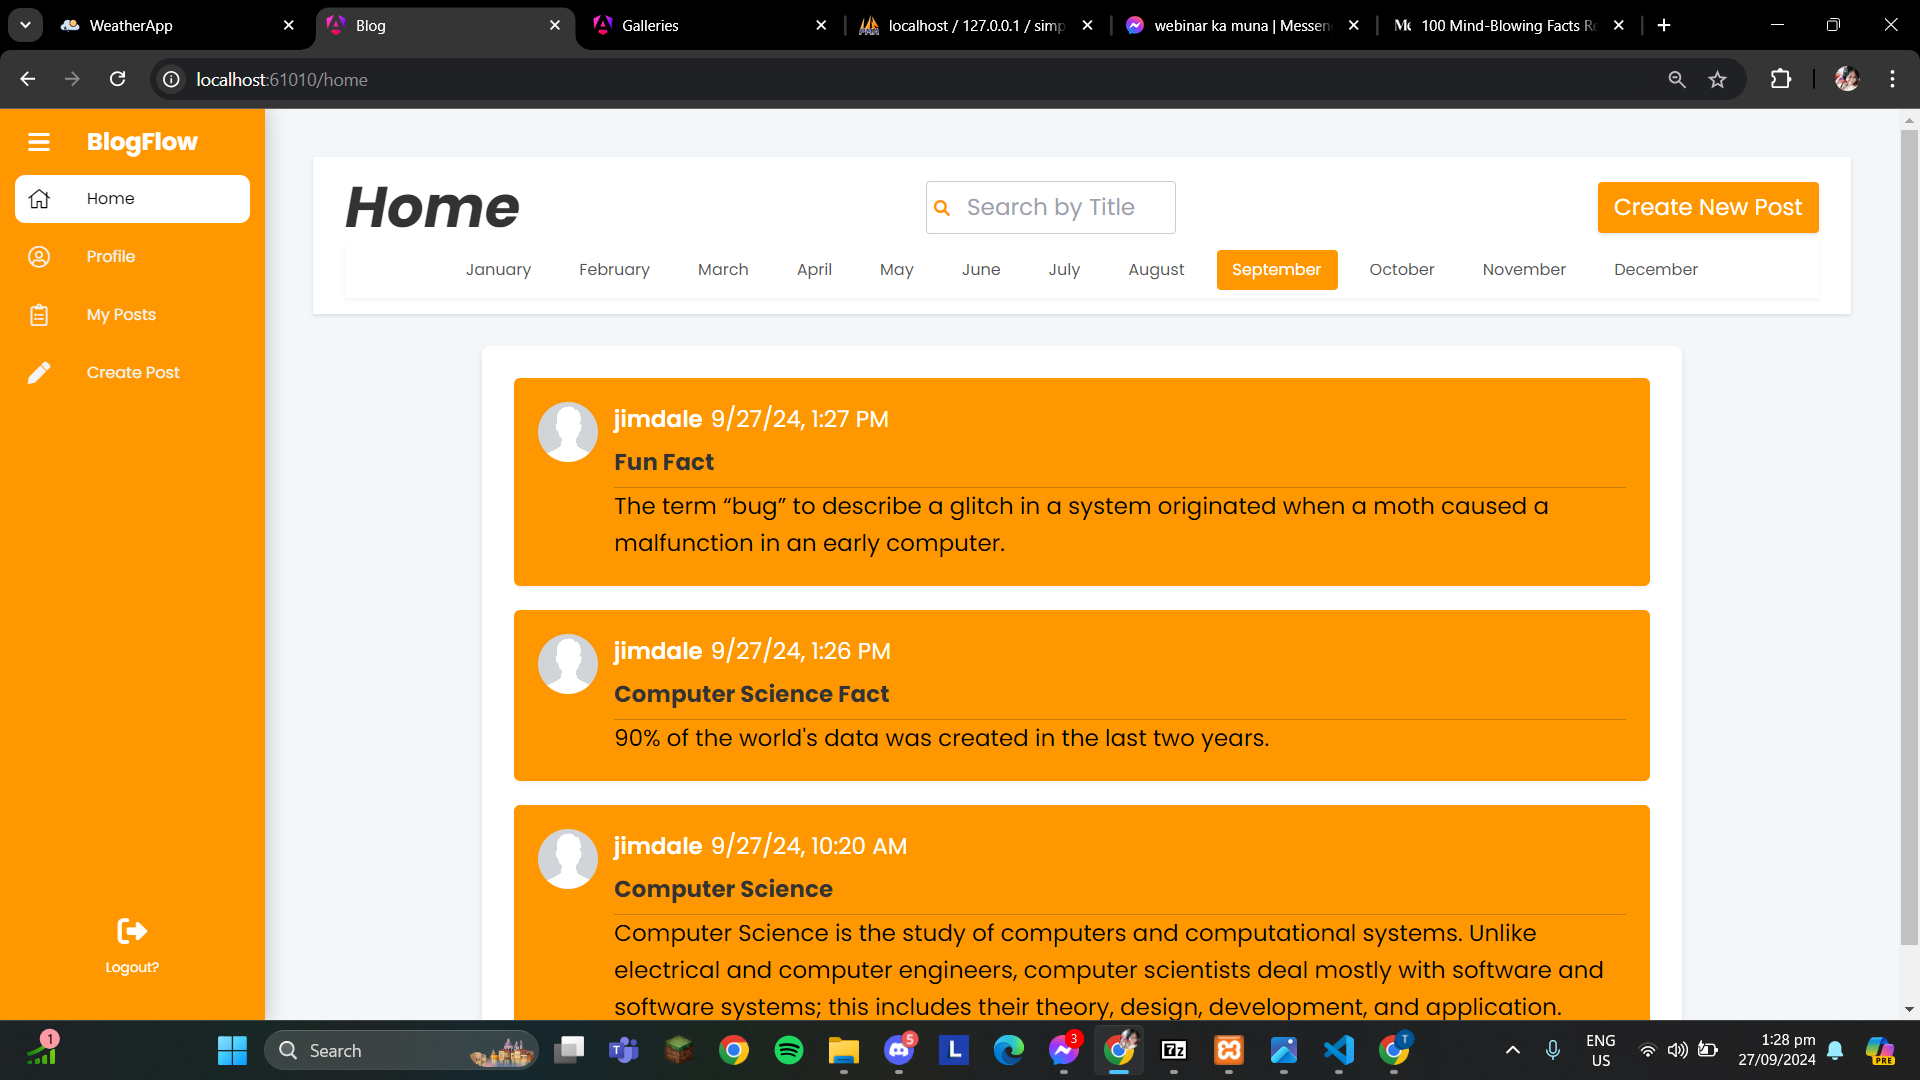 WeatherApp
Blog
Galleries
localhost / 127.0.0.1 / simp
webinar ka muna | Messen
100 Mind-Blowing Facts Re
localhost:61010/home
BlogFlow
Home
Profile
My Posts
Create Post
Logout?
Home
Search by Title
Create New Post
January February March April May June July August September October November December
jimdale 9/27/24, 1:27 PM
Fun Fact
The term “bug” to describe a glitch in a system originated when a moth caused a
malfunction in an early computer.
jimdale 9/27/24, 1:26 PM
Computer Science Fact
90% of the world's data was created in the last two years.
jimdale 9/27/24, 10:20 AM
Computer Science
Computer Science is the study of computers and computational systems. Unlike
electrical and computer engineers, computer scientists deal mostly with software and
software systems; this includes their theory, design, development, and application.
1
Search
5
L
3
7z
T
ENG
US
1:28 pm
27/09/2024
PRE